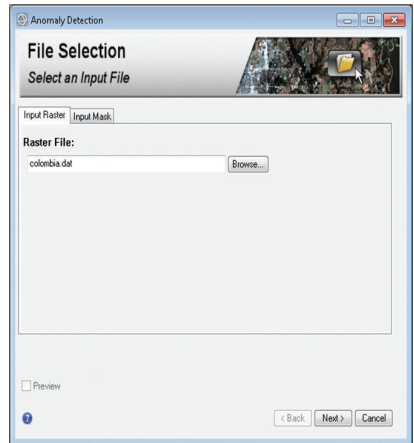 Anomaly Detection
File Selection
Select an Input File
Input Raster Input Mask
Raster File:
colombia.dat Browse...
Preview
< Back Next > Cancel